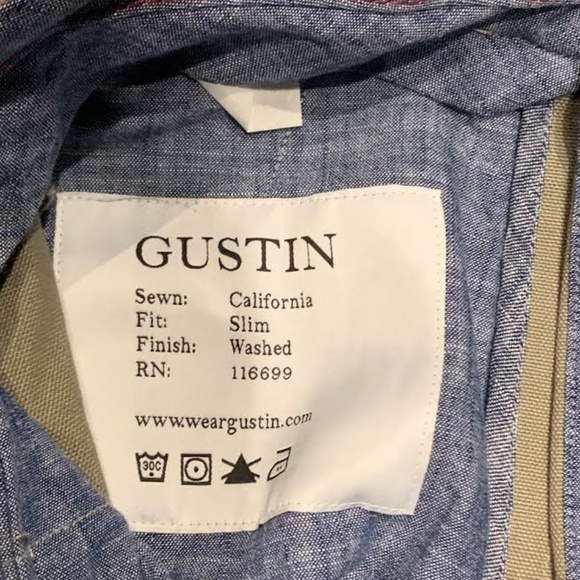 GUSTIN
Sewn: California
Fit: Slim
Finish: Washed
RN: 116699
www.weargustin.com
30C